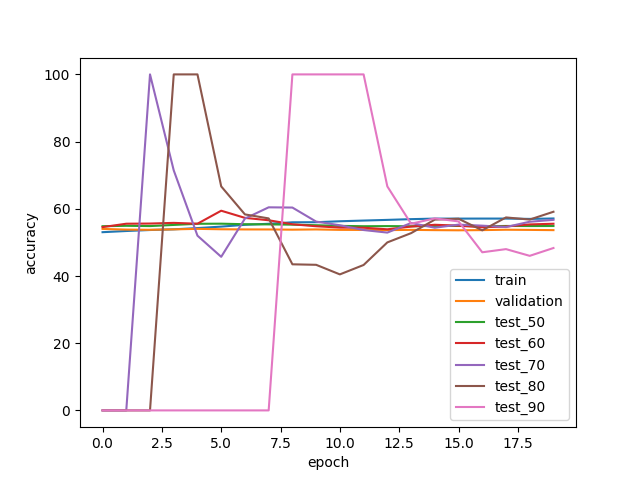 accuracy
100
80
60
40
20
0
0.0 2.5 5.0 7.5 10.0 12.5 15.0 17.5
epoch
train
validation
test_50
test_60
test_70
test_80
test_90